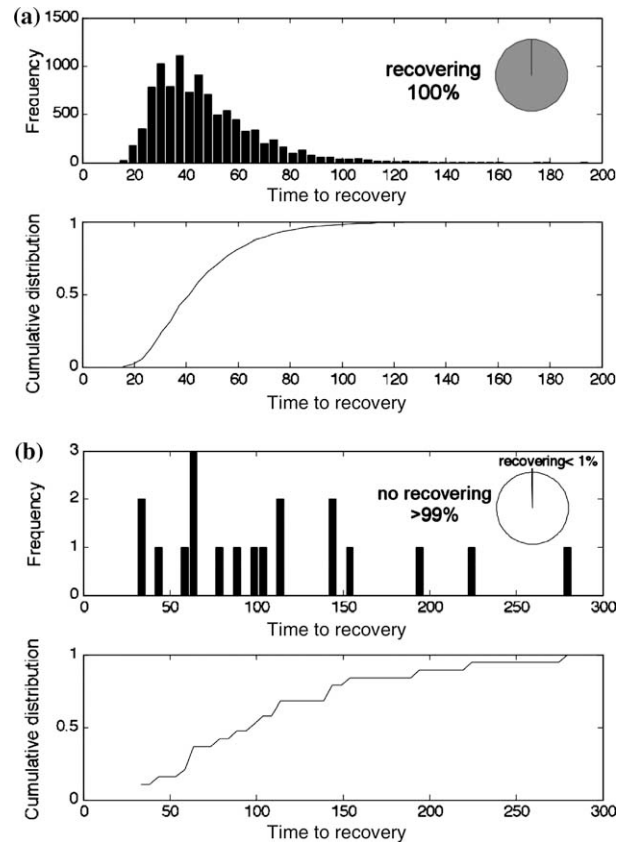 (a)
1500
1000
500
0
Frequency
recovering
100%
0 20 40 60 80 100 120 140 160 180 200
Time to recovery
1
0.5
0
Cumulative distribution
0 20 40 60 80 100 120 140 160 180 200
Time to recovery
(b)
3
2
1
0
Frequency
recovering< 1%
no recovering
>99%
0 50 100 150 200 250 300
Time to recovery
1
0.5
0
Cumulative distribution
0 50 100 150 200 250 300
Time to recovery